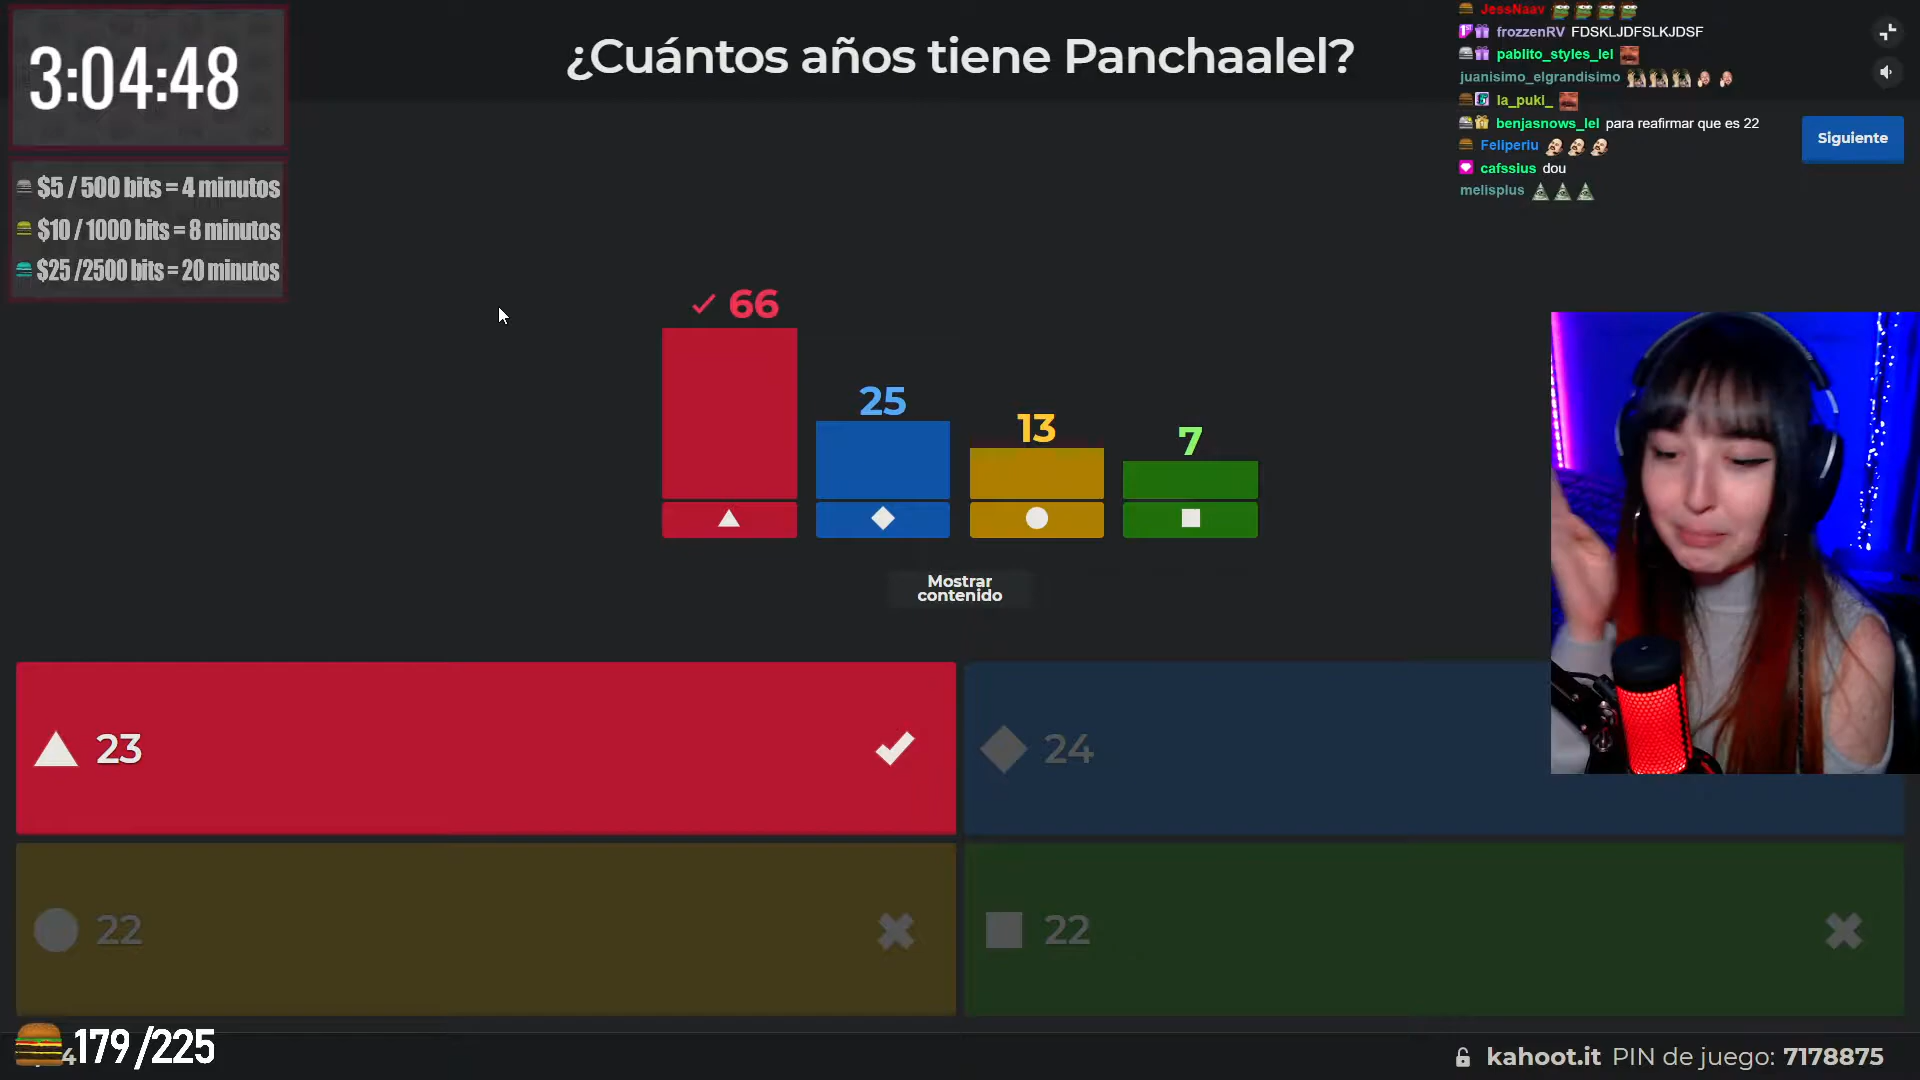 3:04:48
$5 / 500 bits = 4 minutos
$10 / 1000 bits = 8 minutos
$25 /2500 bits = 20 minutos
¿Cuántos años tiene Panchaalel?
JessNaav
frozzenRV FDSKLJDFSLKJDSF
pablito_styles_lel
juanisimo_elgrandisimo
la_puki_
benjasnows_lel para reafirmar que es 22
Feliperiu
cafssius dou
melisplus
Siguiente
66
25
13
7
Mostrar
contenido
23
24
22
22
179/225
kahoot.it PIN de juego: 7178875